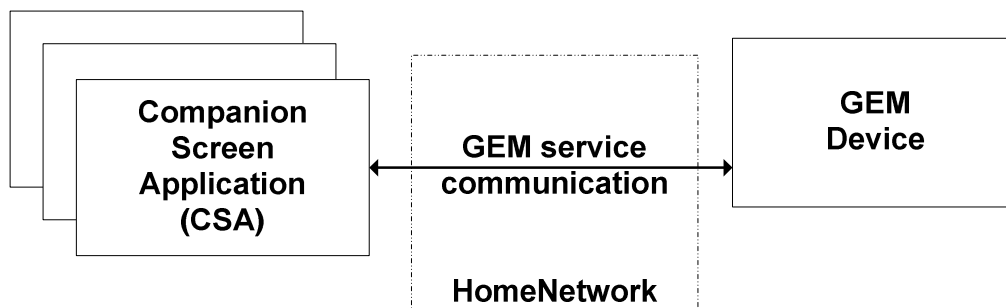 Companion
Screen
Application
(CSA)
GEM service
communication
HomeNetwork
GEM
Device